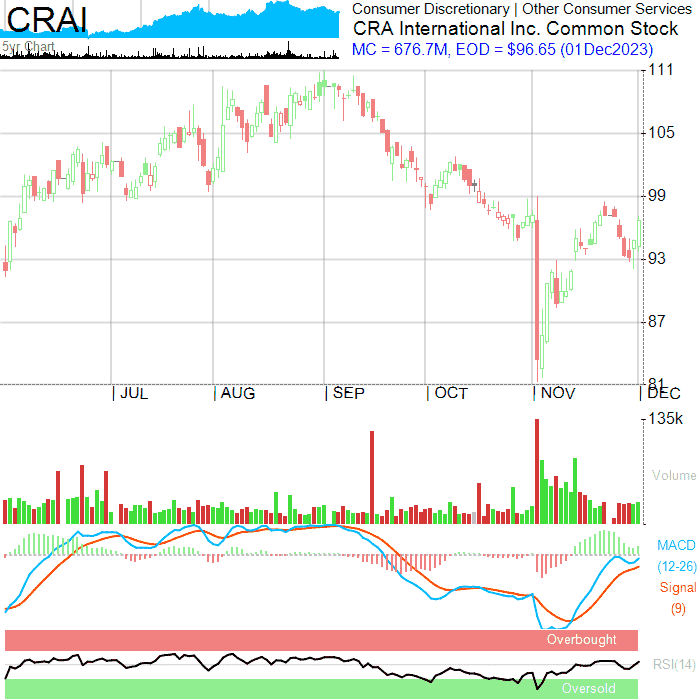 CRAI
5yr Chart
Consumer Discretionary | Other Consumer Services
CRA International Inc. Common Stock
MC = 676.7M, EOD = $96.65 (01Dec2023)
111
105
99
93
87
81
JUL
AUG
SEP
OCT
NOV
DEC
135k
Volume
MACD
(12-26)
Signal
(9)
Overbought
RSI(14)
Oversold